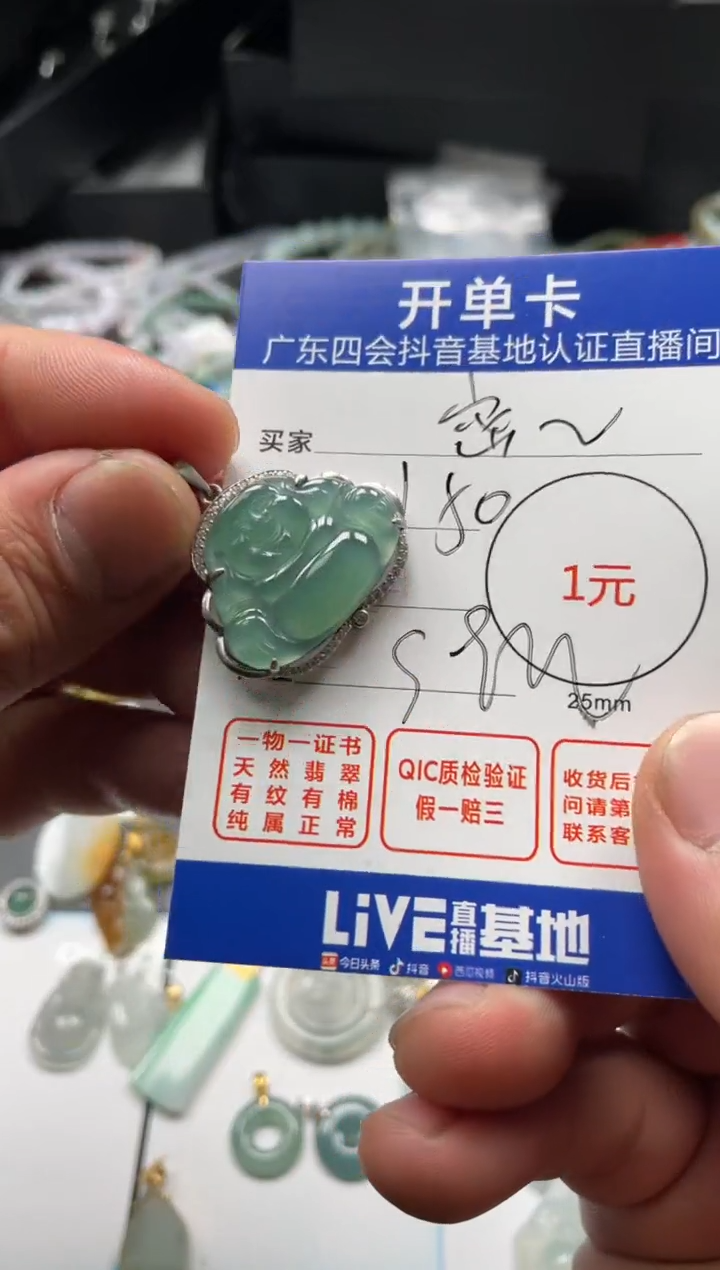 开单卡
广东四会抖音基地认证直播间
买家 密~
180
1元
25mm
一物一证书
天然翡翠
有纹有棉
纯属正常
QIC质检验证
假一赔三
收货后
问请第
联系客
LiVE直播基地
今日头条 抖音 西瓜视频 抖音火山版